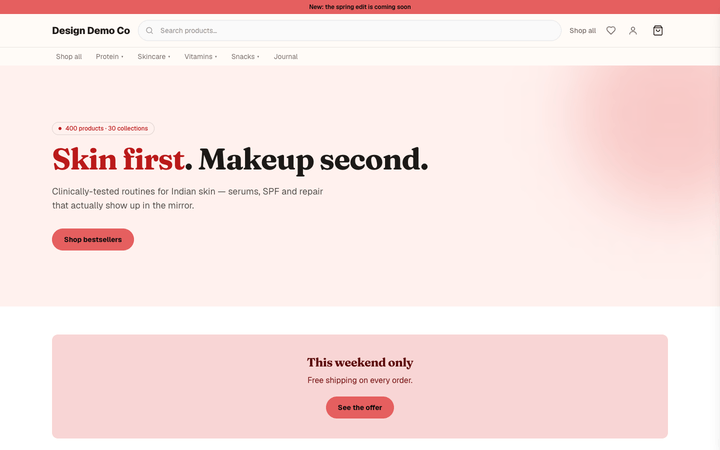 New: the spring edit is coming soon
Design Demo Co
Search products...
Shop all
Shop all
Protein
Skincare
Vitamins
Snacks
Journal
400 products · 30 collections
Skin first. Makeup second.
Clinically-tested routines for Indian skin — serums, SPF and repair
that actually show up in the mirror.
Shop bestsellers
This weekend only
Free shipping on every order.
See the offer